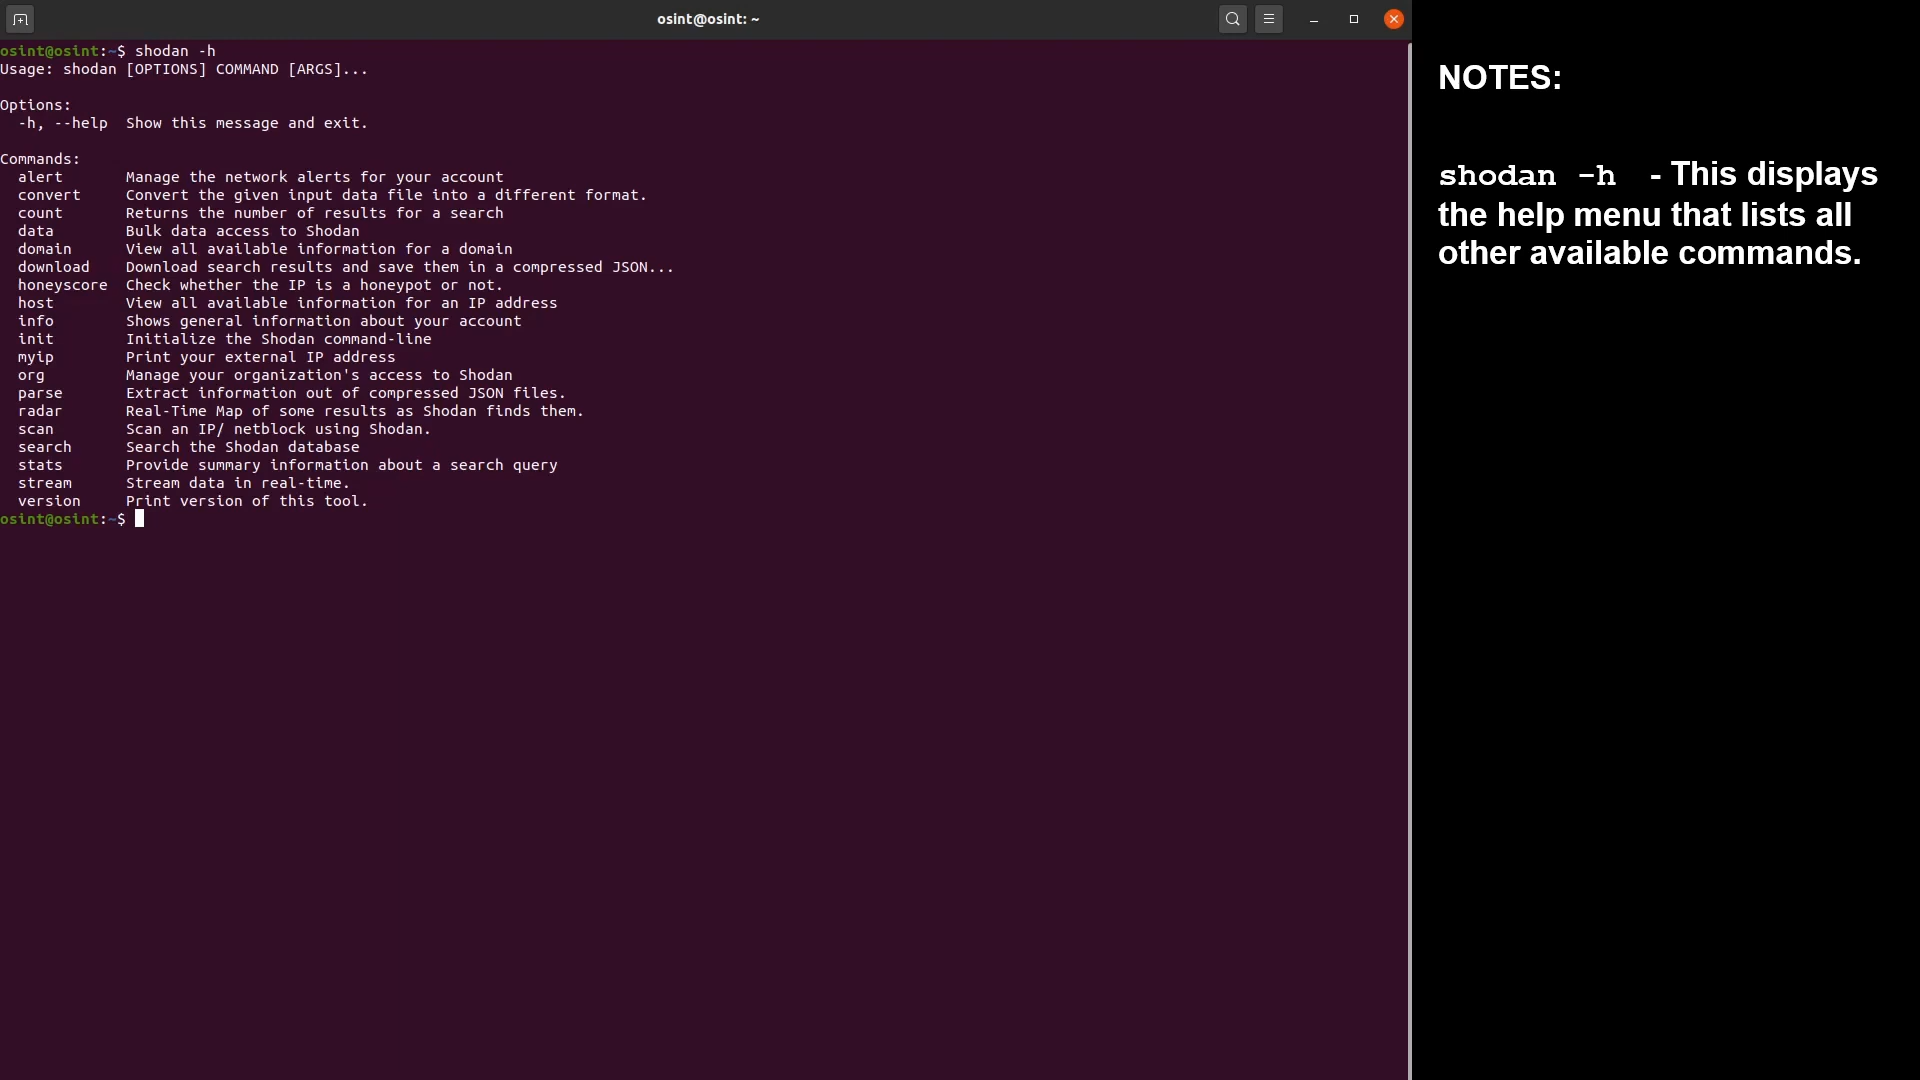 osint@osint: ~
osint@osint:~$ shodan -h
Usage: shodan [OPTIONS] COMMAND [ARGS]...
Options:
  -h, --help  Show this message and exit.
Commands:
  alert       Manage the network alerts for your account
  convert     Convert the given input data file into a different format.
  count       Returns the number of results for a search
  data        Bulk data access to Shodan
  domain      View all available information for a domain
  download    Download search results and save them in a compressed JSON...
  honeyscore  Check whether the IP is a honeypot or not.
  host        View all available information for an IP address
  info        Shows general information about your account
  init        Initialize the Shodan command-line
  myip        Print your external IP address
  org         Manage your organization's access to Shodan
  parse       Extract information out of compressed JSON files.
  radar       Real-Time Map of some results as Shodan finds them.
  scan        Scan an IP/ netblock using Shodan.
  search      Search the Shodan database
  stats       Provide summary information about a search query
  stream      Stream data in real-time.
  version     Print version of this tool.
osint@osint:~$
NOTES:
shodan -h - This displays
the help menu that lists all
other available commands.